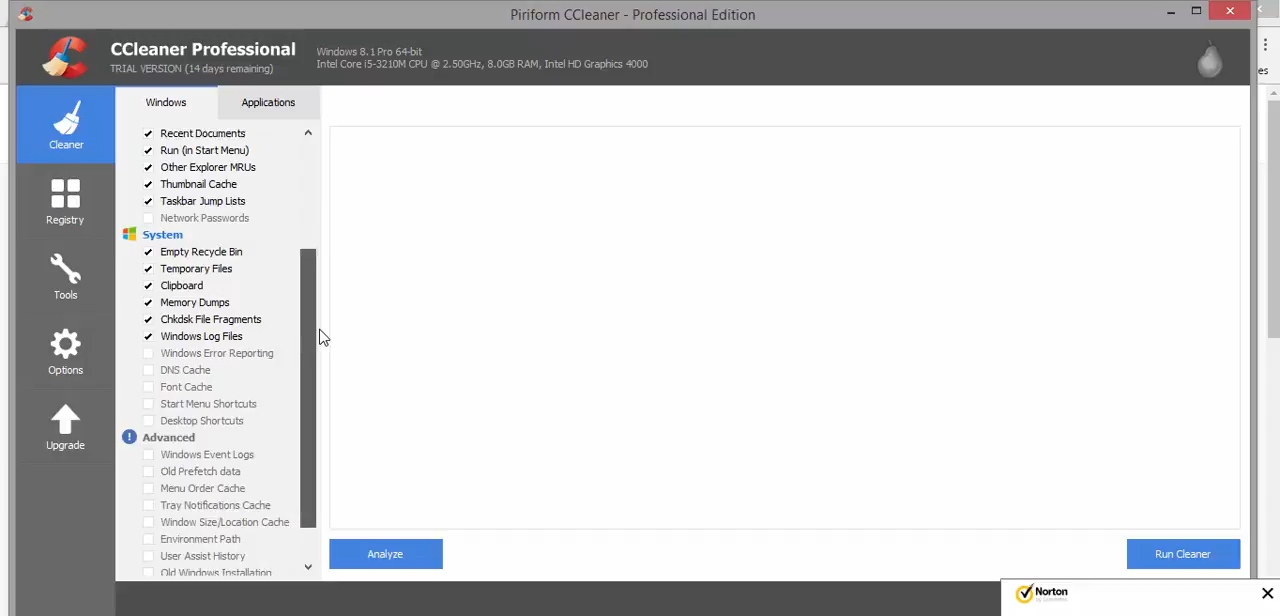 Piriform CCleaner - Professional Edition
CCleaner Professional
TRIAL VERSION (14 days remaining)
Windows 8.1 Pro 64-bit
Intel Core i5-3210M CPU @ 2.50GHz, 8.0GB RAM, Intel HD Graphics 4000
es
Cleaner
Registry
Tools
Options
Upgrade
Windows
Applications
Recent Documents
Run (in Start Menu)
Other Explorer MRUs
Thumbnail Cache
Taskbar Jump Lists
Network Passwords
System
Empty Recycle Bin
Temporary Files
Clipboard
Memory Dumps
Chkdsk File Fragments
Windows Log Files
Windows Error Reporting
DNS Cache
Font Cache
Start Menu Shortcuts
Desktop Shortcuts
Advanced
Windows Event Logs
Old Prefetch data
Menu Order Cache
Tray Notifications Cache
Window Size/Location Cache
Environment Path
User Assist History
Old Windows Installation
Analyze
Run Cleaner
Norton